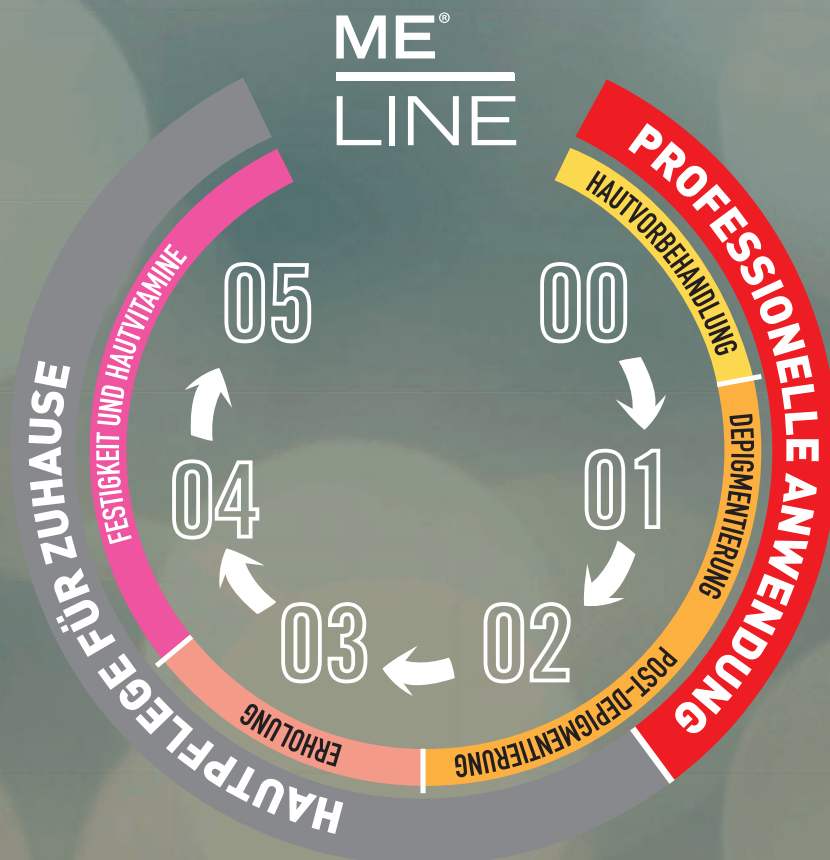 ME®
LINE
PROFESSIONELLE ANWENDUNG
HAUTVORBEHANDLUNG
DEPIGMENTIERUNG
POST-DEPIGMENTIERUNG
ERHOLUNG
FESTIGKEIT UND HAUTVITAMINE
HAUTPFLEGE FÜR ZUHAUSE
00
01
02
03
04
05